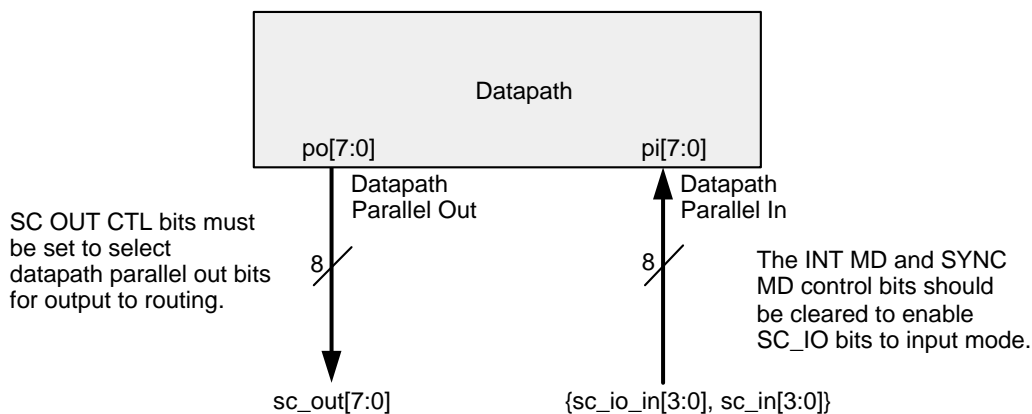 Datapath
po[7:0]
pi[7:0]
Datapath
Parallel Out
Datapath
Parallel In
SC OUT CTL bits must
be set to select
datapath parallel out bits
for output to routing.
8
8
The INT MD and SYNC
MD control bits should
be cleared to enable
SC_IO bits to input mode.
sc_out[7:0]
{sc_io_in[3:0], sc_in[3:0]}